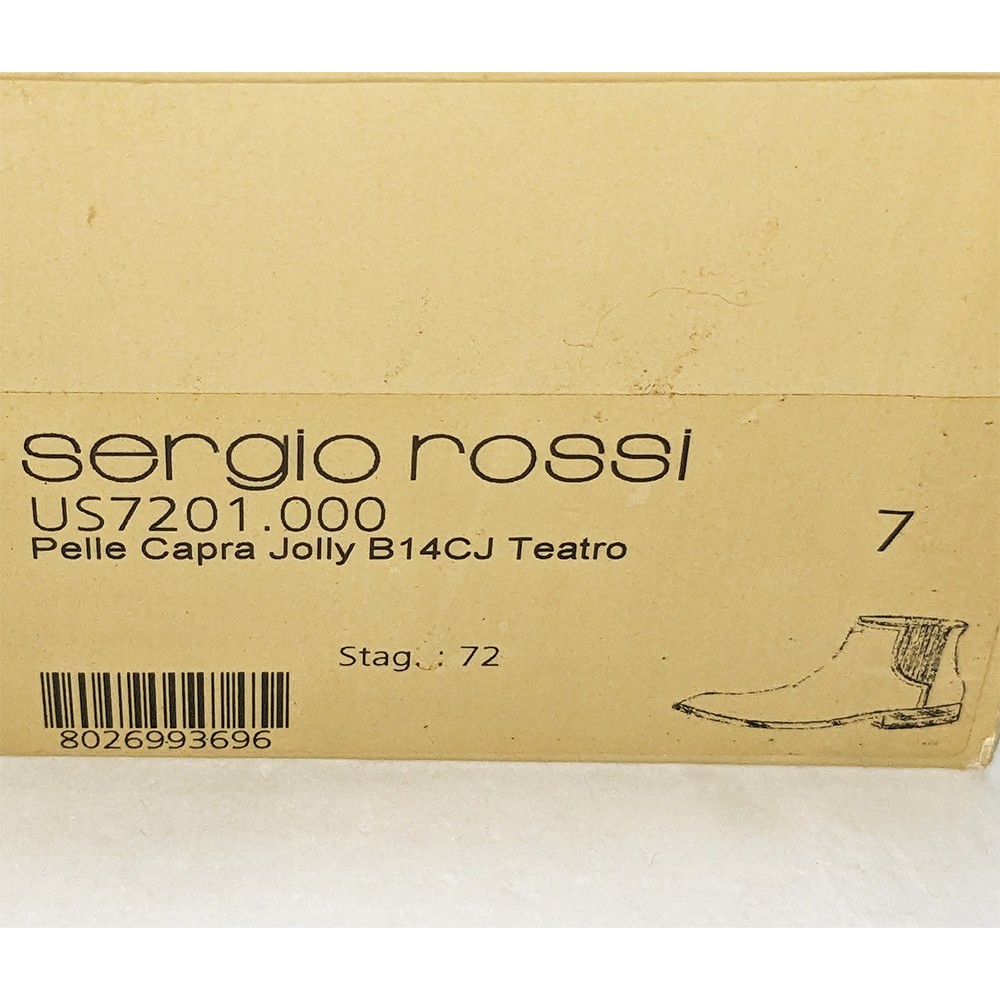 sergio rossi
US7201.000
7
Pelle Capra Jolly B14CJ Teatro
Stag. : 72
8026993696